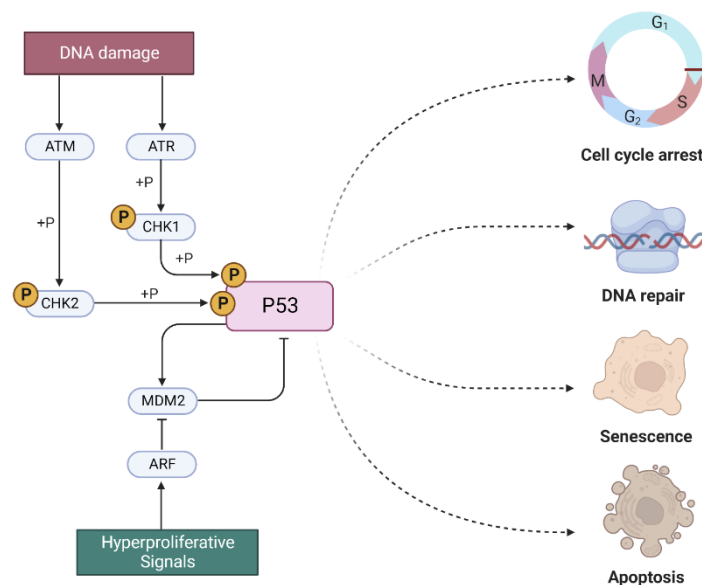 DNA damage
G₁
M
S
G₂
Cell cycle arrest
ATM
ATR
+P
+P
P
CHK1
+P
P
P
CHK2
+P
P
P53
DNA repair
MDM2
Senescence
ARF
Hyperproliferative
Signals
Apoptosis